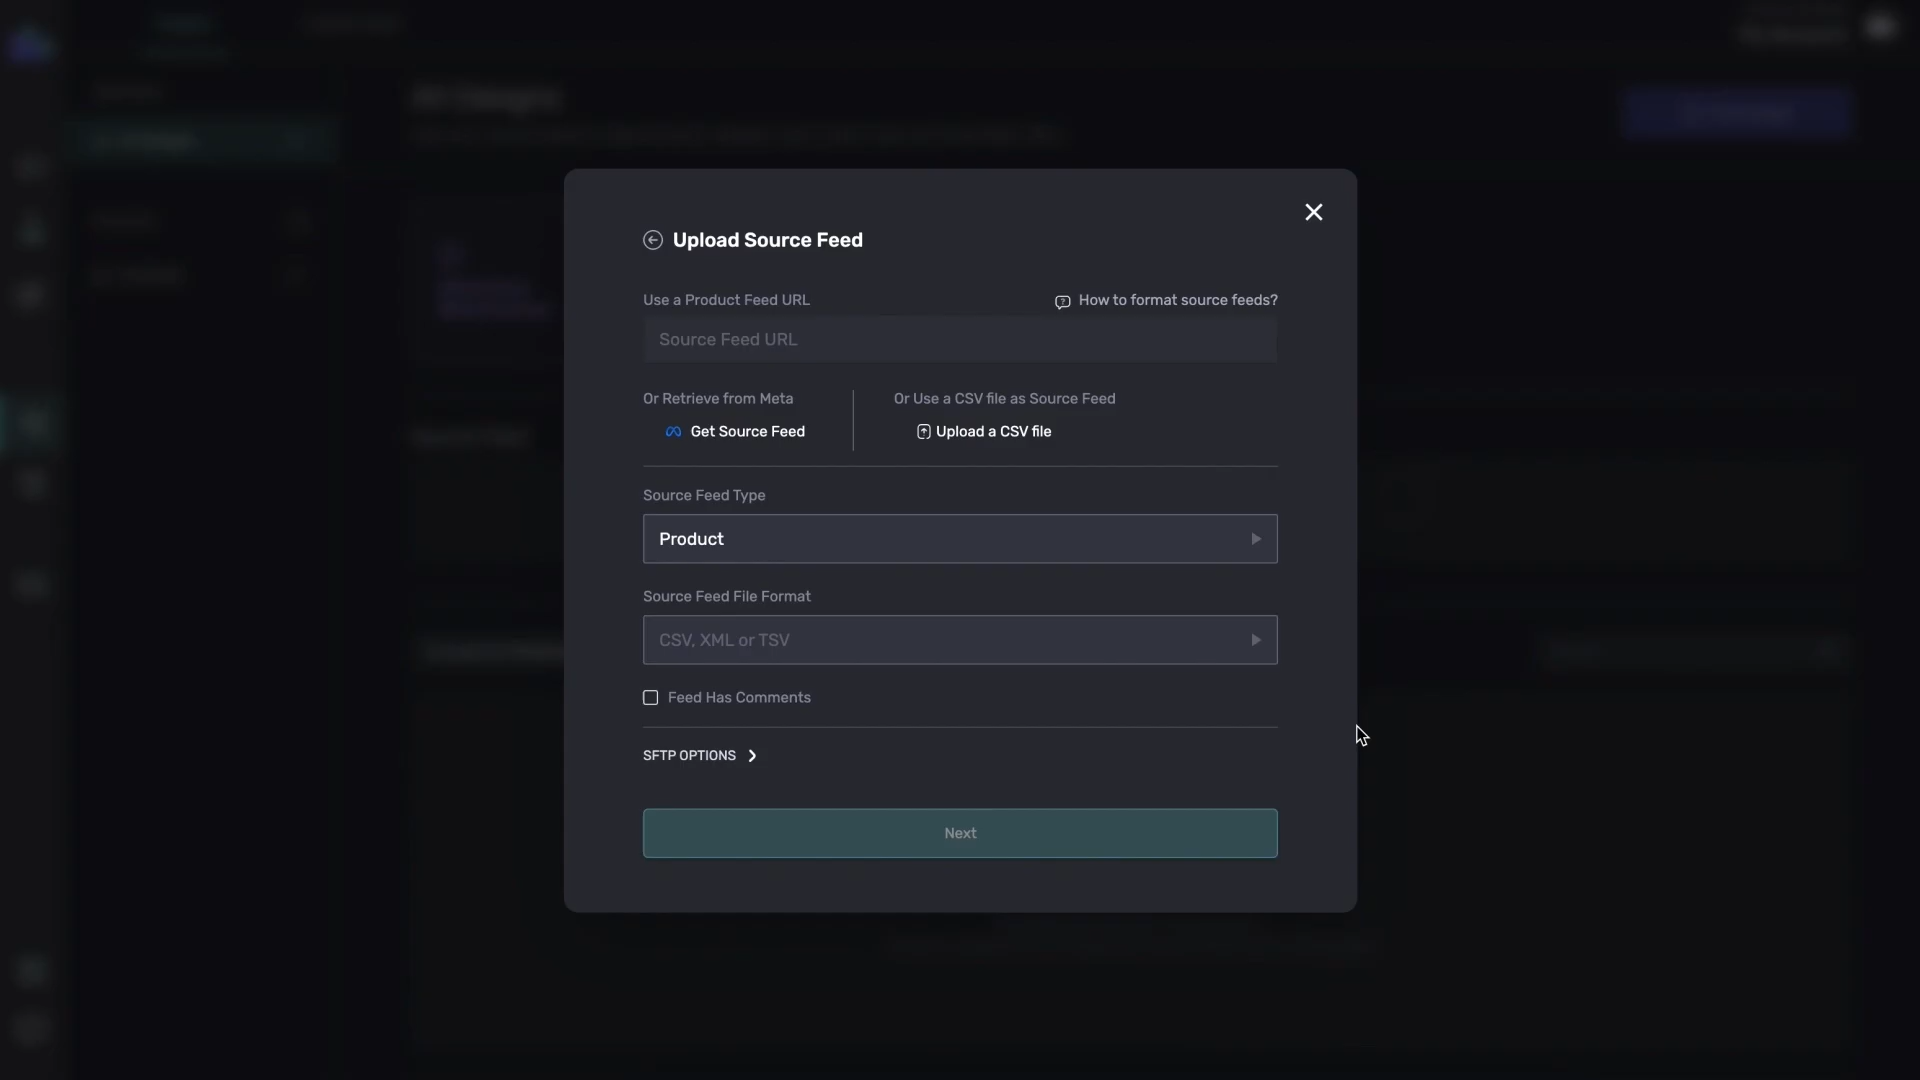 Upload Source Feed
Use a Product Feed URL
How to format source feeds?
Source Feed URL
Or Retrieve from Meta
Or Use a CSV file as Source Feed
Get Source Feed
Upload a CSV file
Source Feed Type
Product
Source Feed File Format
CSV, XML or TSV
Feed Has Comments
SFTP OPTIONS
Next